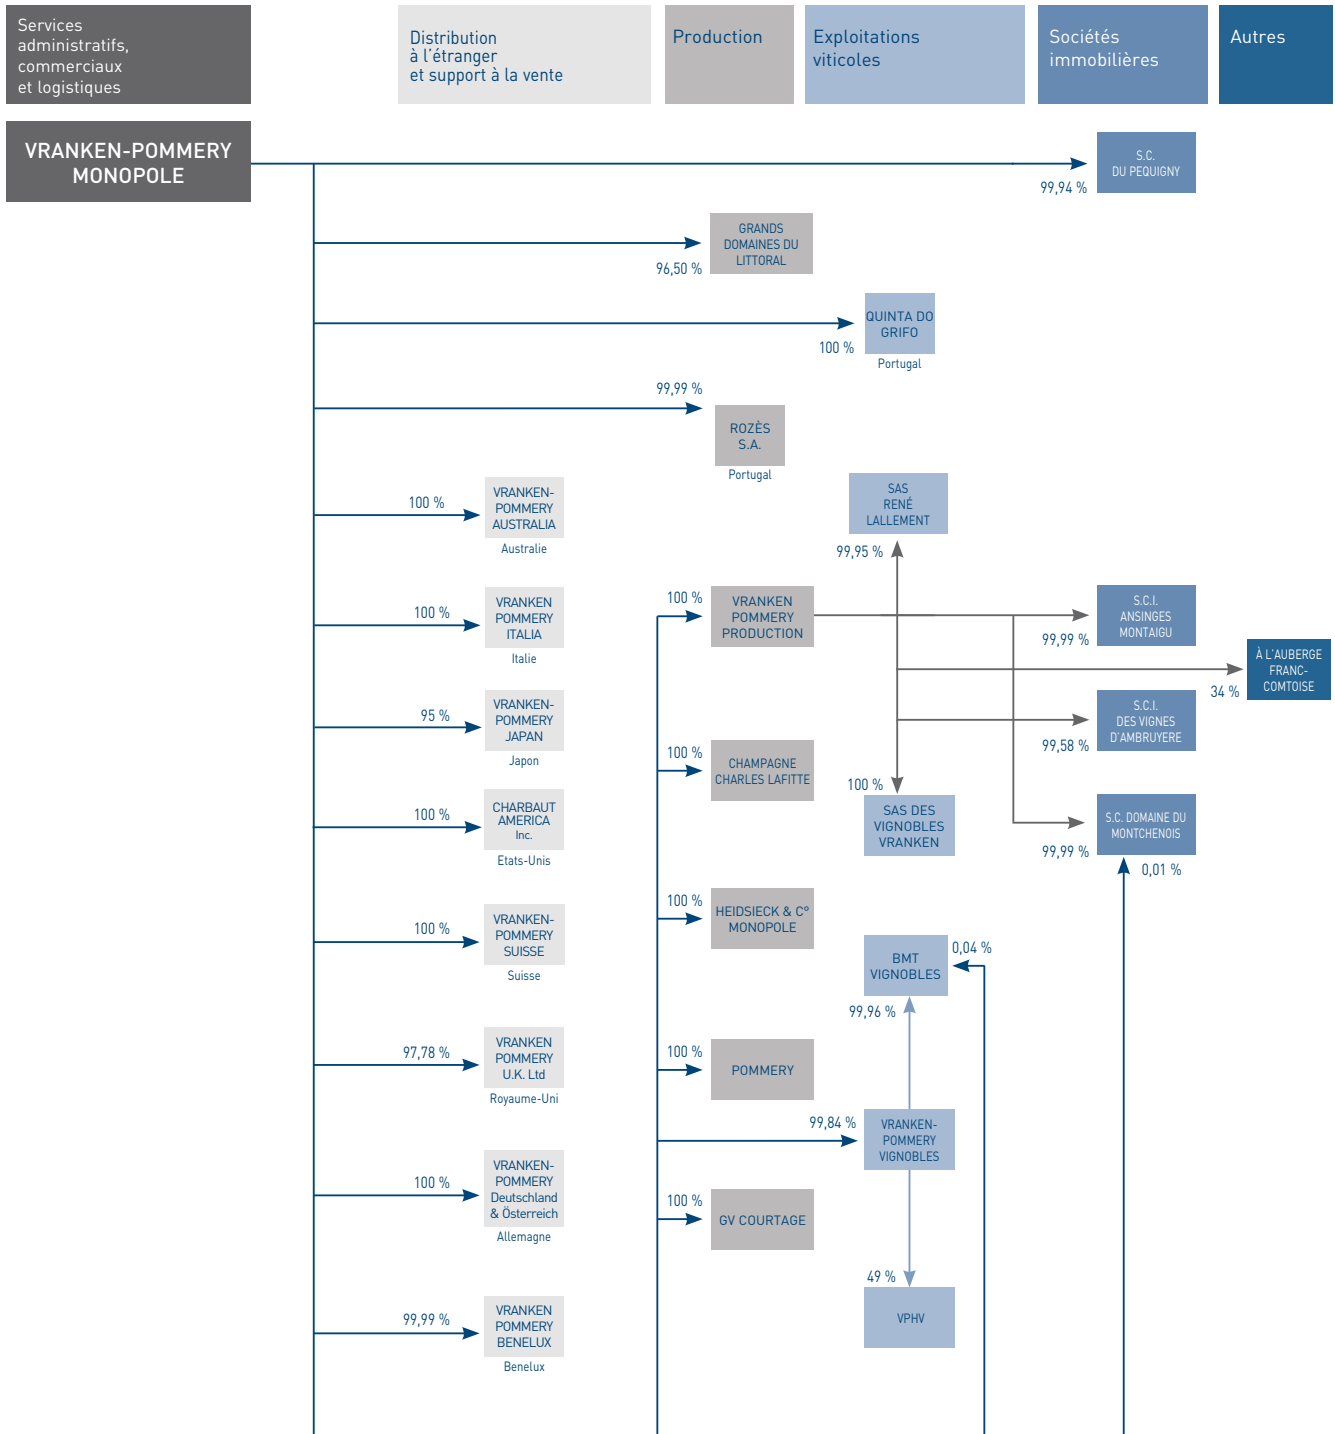 Services
administratifs,
commerciaux
et logistiques
Distribution
à l'étranger
et support à la vente
Production
Exploitations
viticoles
Sociétés
immobilières
Autres
VRANKEN-POMMERY
MONOPOLE
S.C.
DU PEQUIGNY
99,94 %
GRANDS
DOMAINES DU
LITTORAL
96,50 %
QUINTA DO
GRIFO
100 %
Portugal
99,99 %
ROZÈS
S.A.
Portugal
100 %
VRANKEN-
POMMERY
AUSTRALIA
Australie
SAS
RENÉ
LALLEMENT
99,95 %
100 %
VRANKEN
POMMERY
ITALIA
Italie
100 %
VRANKEN
POMMERY
PRODUCTION
S.C.I.
ANSINGES
MONTAIGU
99,99 %
À L'AUBERGE
FRANC-
COMTOISE
34 %
95 %
VRANKEN-
POMMERY
JAPAN
Japon
100 %
CHAMPAGNE
CHARLES LAFITTE
S.C.I.
DES VIGNES
D'AMBRUYERE
99,58 %
100 %
CHARBAUT
AMERICA
Inc.
Etats-Unis
100 %
SAS DES
VIGNOBLES
VRANKEN
S.C. DOMAINE DU
MONTCHENOIS
99,99 %
0,01 %
100 %
VRANKEN-
POMMERY
SUISSE
Suisse
100 %
HEIDSIECK & C°
MONOPOLE
BMT
VIGNOBLES
0,04 %
99,96 %
97,78 %
VRANKEN
POMMERY
U.K. Ltd
Royaume-Uni
100 %
POMMERY
99,84 %
VRANKEN-
POMMERY
VIGNOBLES
100 %
VRANKEN-
POMMERY
Deutschland
& Österreich
Allemagne
100 %
GV COURTAGE
49 %
VPHV
99,99 %
VRANKEN
POMMERY
BENELUX
Benelux